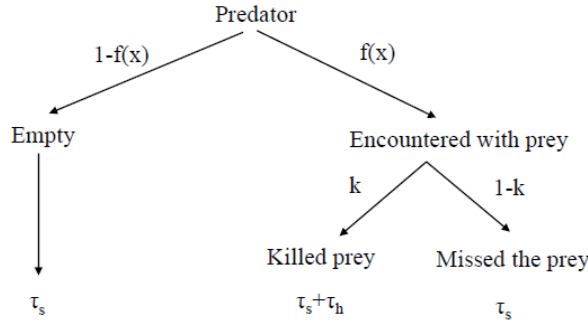 Predator
1-f(x)
f(x)
Empty
Encountered with prey
k
1-k
Killed prey
Missed the prey
τs
τs+τh
τs